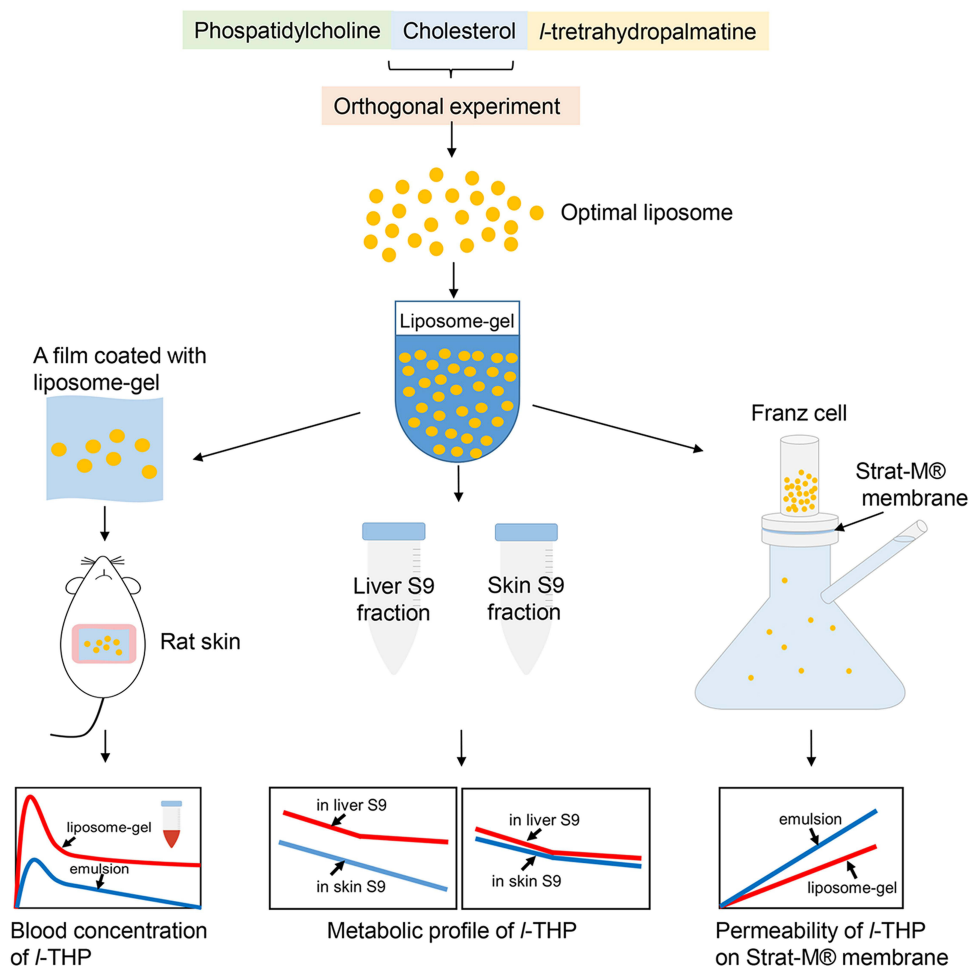 Phospatidylcholine Cholesterol l-tretrahydropalmatine
Orthogonal experiment
Optimal liposome
Liposome-gel
A film coated with
liposome-gel
Franz cell
Strat-M®
membrane
Liver S9
fraction
Skin S9
fraction
Rat skin
liposome-gel
emulsion
in liver S9
in skin S9
in liver S9
in skin S9
emulsion
liposome-gel
Blood concentration
of l-THP
Metabolic profile of l-THP
Permeability of l-THP
on Strat-M® membrane